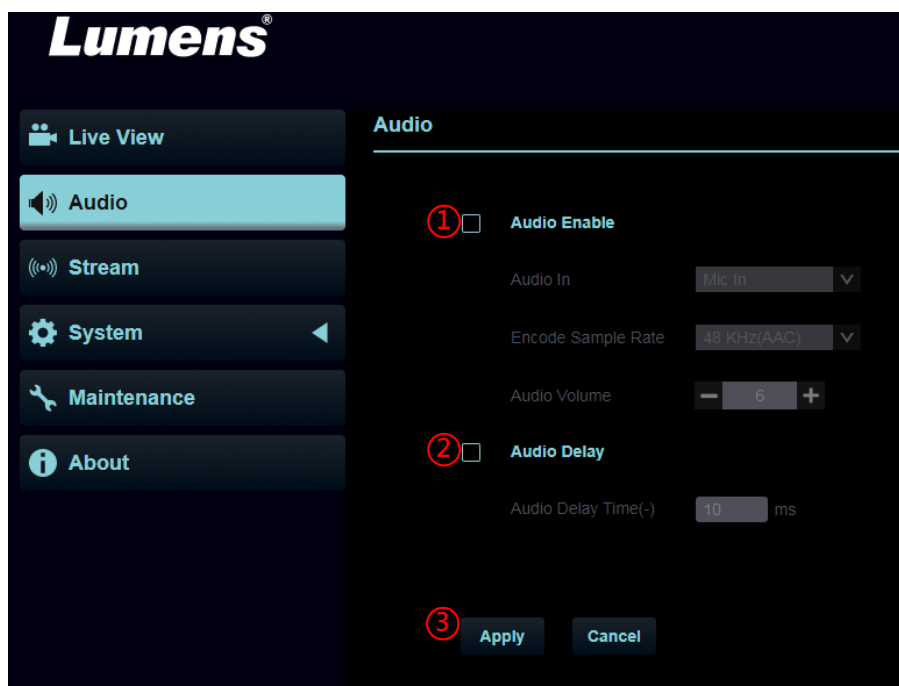 Lumens®
Live View
Audio
Stream
System
Maintenance
About
Audio
① Audio Enable
Audio In Mic In
Encode Sample Rate 48 KHz(AAC)
Audio Volume 6
② Audio Delay
Audio Delay Time(-) 10 ms
③ Apply Cancel